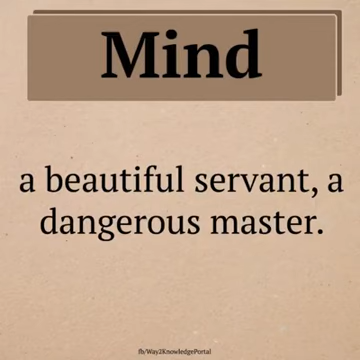 Mind
a beautiful servant, a
dangerous master.
fb/Way2KnowledgePortal